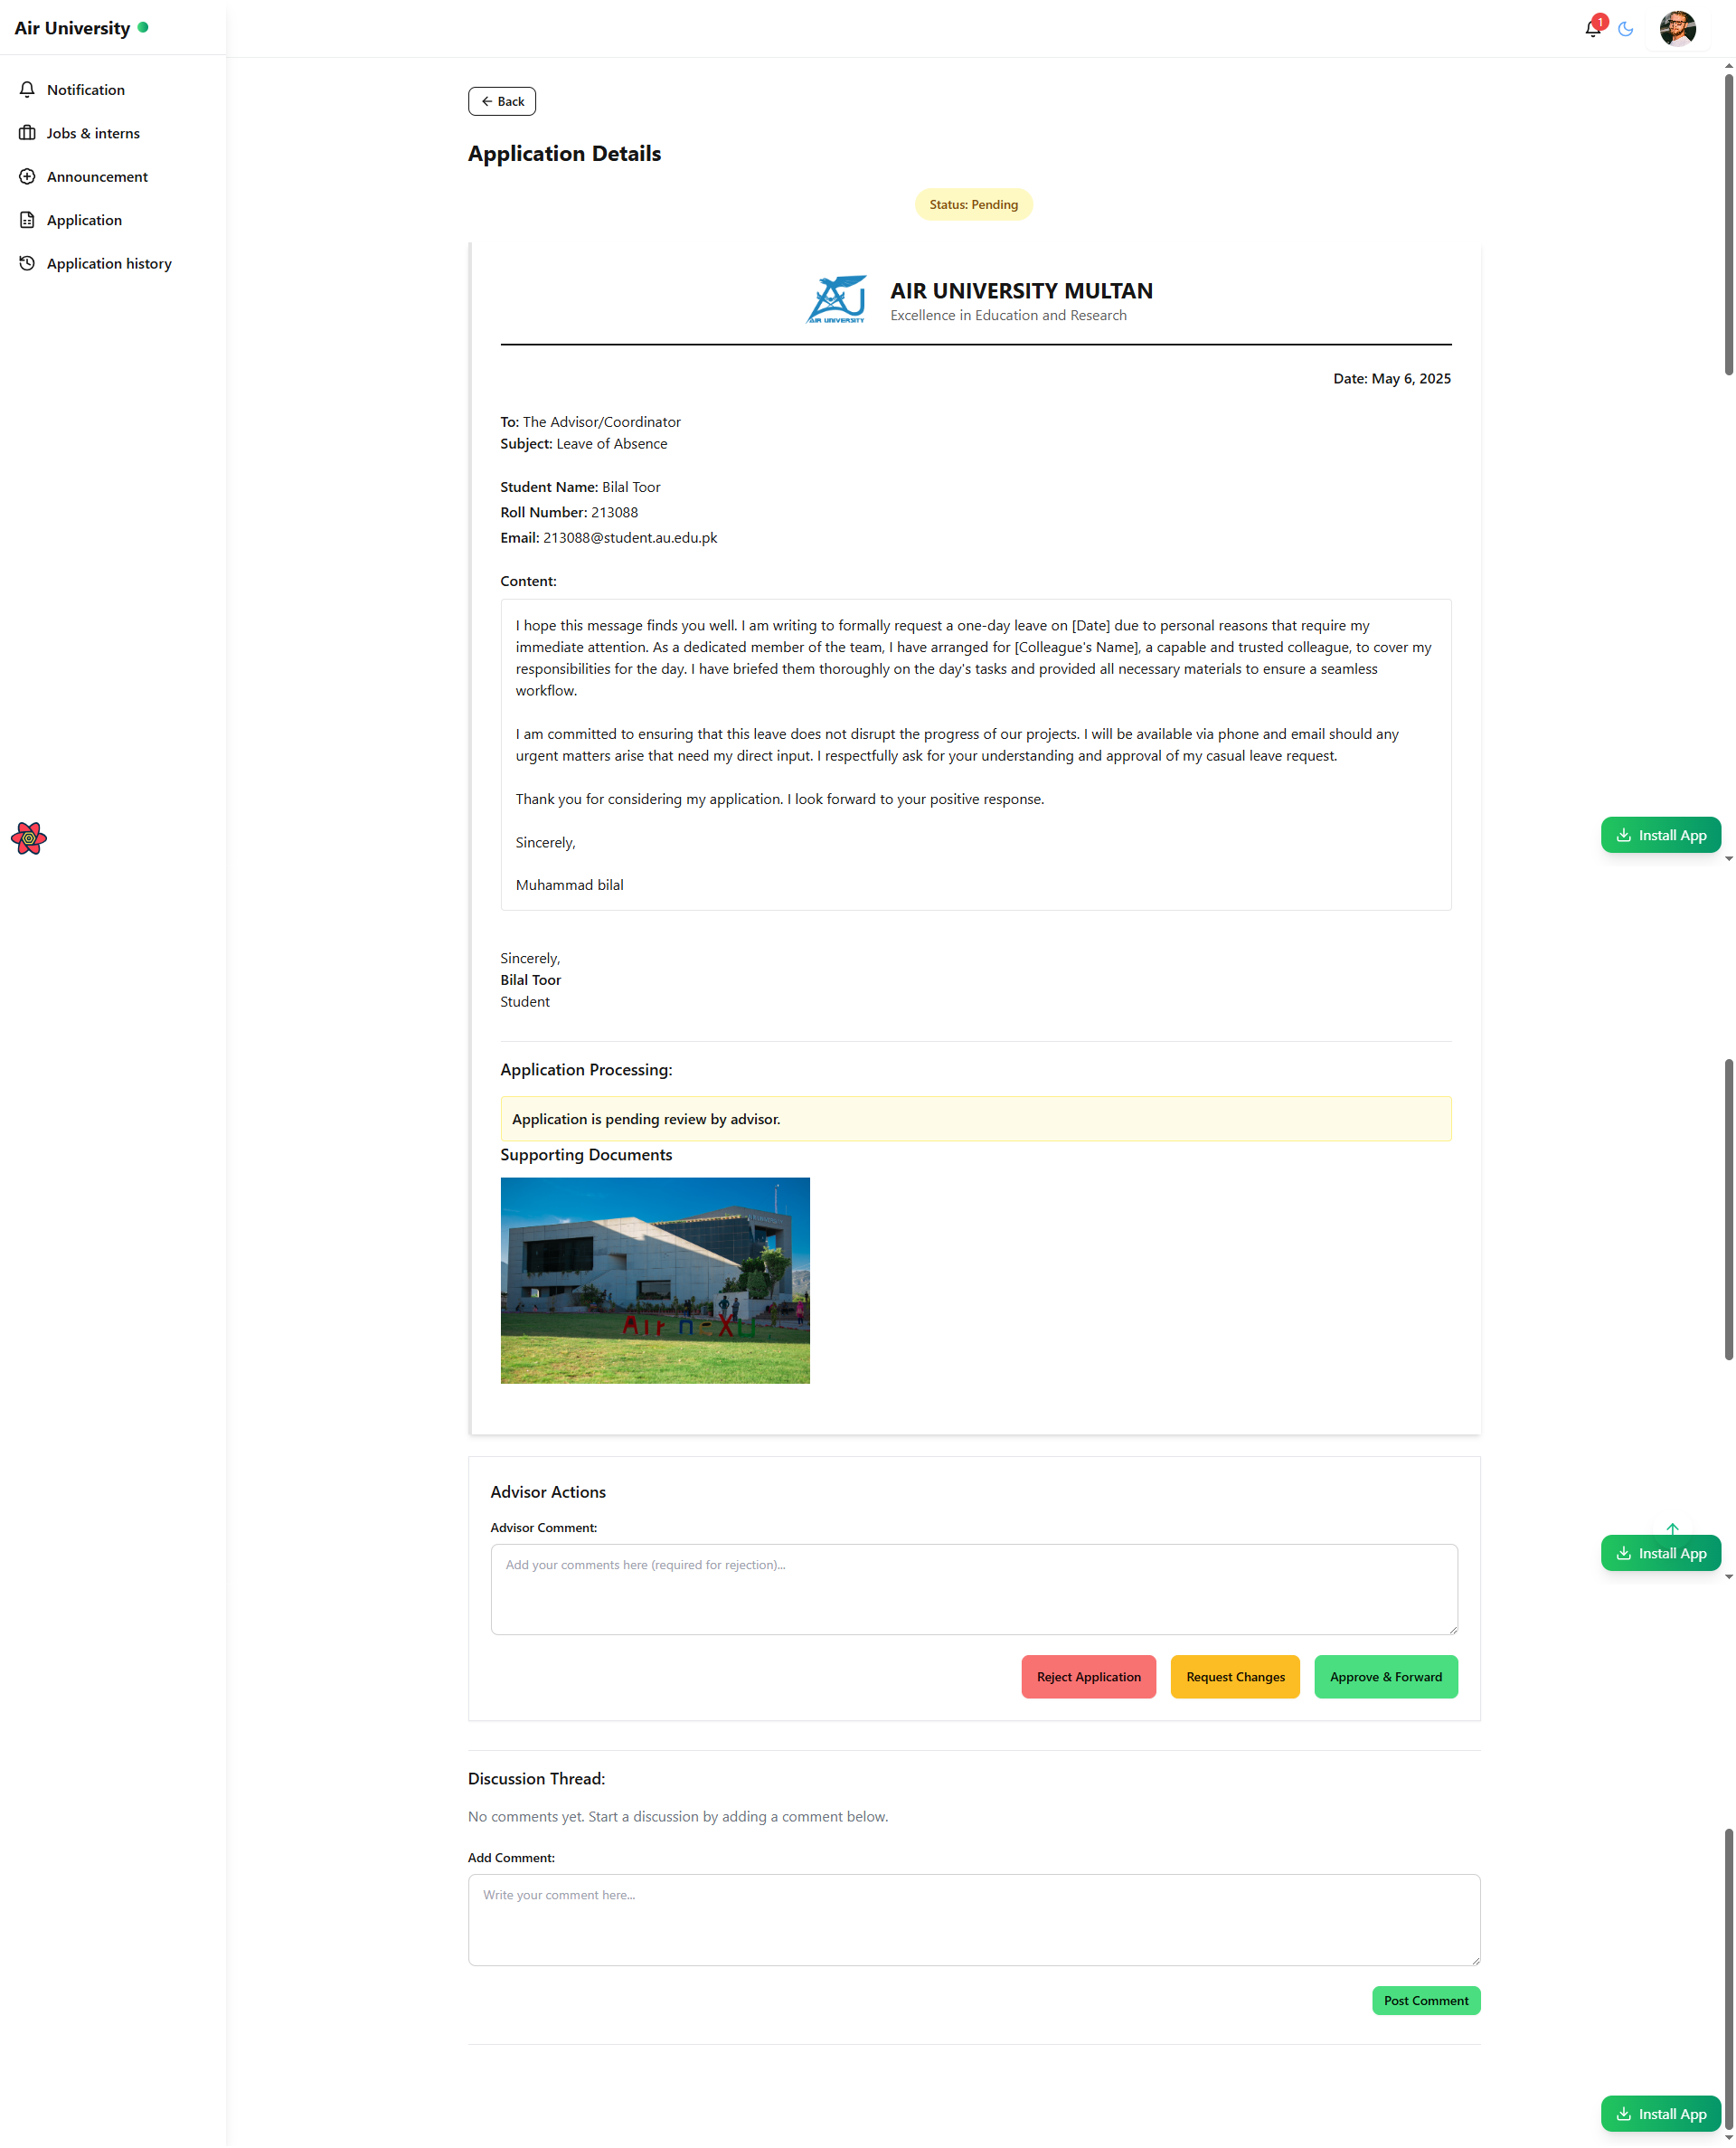 Air University
1
Notification
Jobs & interns
Announcement
Application
Application history
Back
Application Details
Status: Pending
AIR UNIVERSITY
AIR UNIVERSITY MULTAN
Excellence in Education and Research
Date: May 6, 2025
To: The Advisor/Coordinator
Subject: Leave of Absence
Student Name: Bilal Toor
Roll Number: 213088
Email: 213088@student.au.edu.pk
Content:
I hope this message finds you well. I am writing to formally request a one-day leave on [Date] due to personal reasons that require my
immediate attention. As a dedicated member of the team, I have arranged for [Colleague's Name], a capable and trusted colleague, to cover my
responsibilities for the day. I have briefed them thoroughly on the day's tasks and provided all necessary materials to ensure a seamless
workflow.
I am committed to ensuring that this leave does not disrupt the progress of our projects. I will be available via phone and email should any
urgent matters arise that need my direct input. I respectfully ask for your understanding and approval of my casual leave request.
Thank you for considering my application. I look forward to your positive response.
Install App
Sincerely,
Muhammad bilal
Sincerely,
Bilal Toor
Student
Application Processing:
Application is pending review by advisor.
Supporting Documents
Air neXU
Advisor Actions
Advisor Comment:
Add your comments here (required for rejection)...
Install App
Reject Application
Request Changes
Approve & Forward
Discussion Thread:
No comments yet. Start a discussion by adding a comment below.
Add Comment:
Write your comment here...
Post Comment
Install App